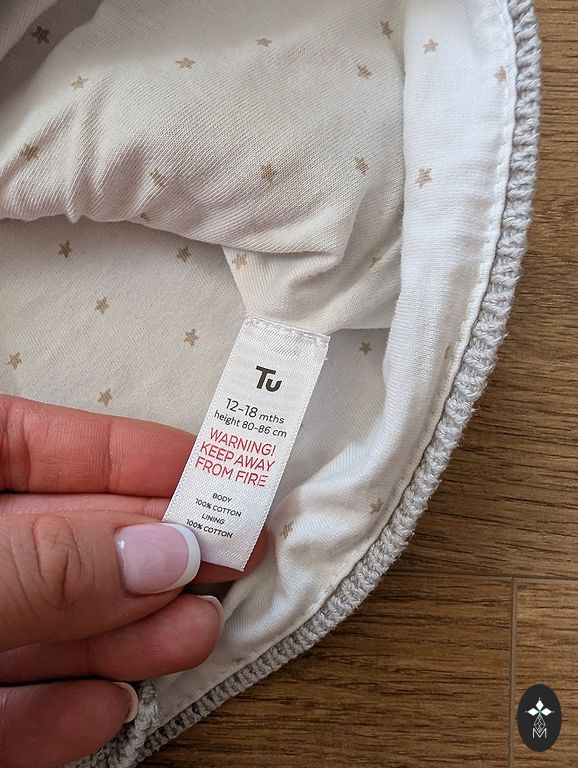 Tu
12-18 mths
height 80-86 cm
WARNING!
KEEP AWAY
FROM FIRE
BODY
100% COTTON
LINING
100% COTTON
M